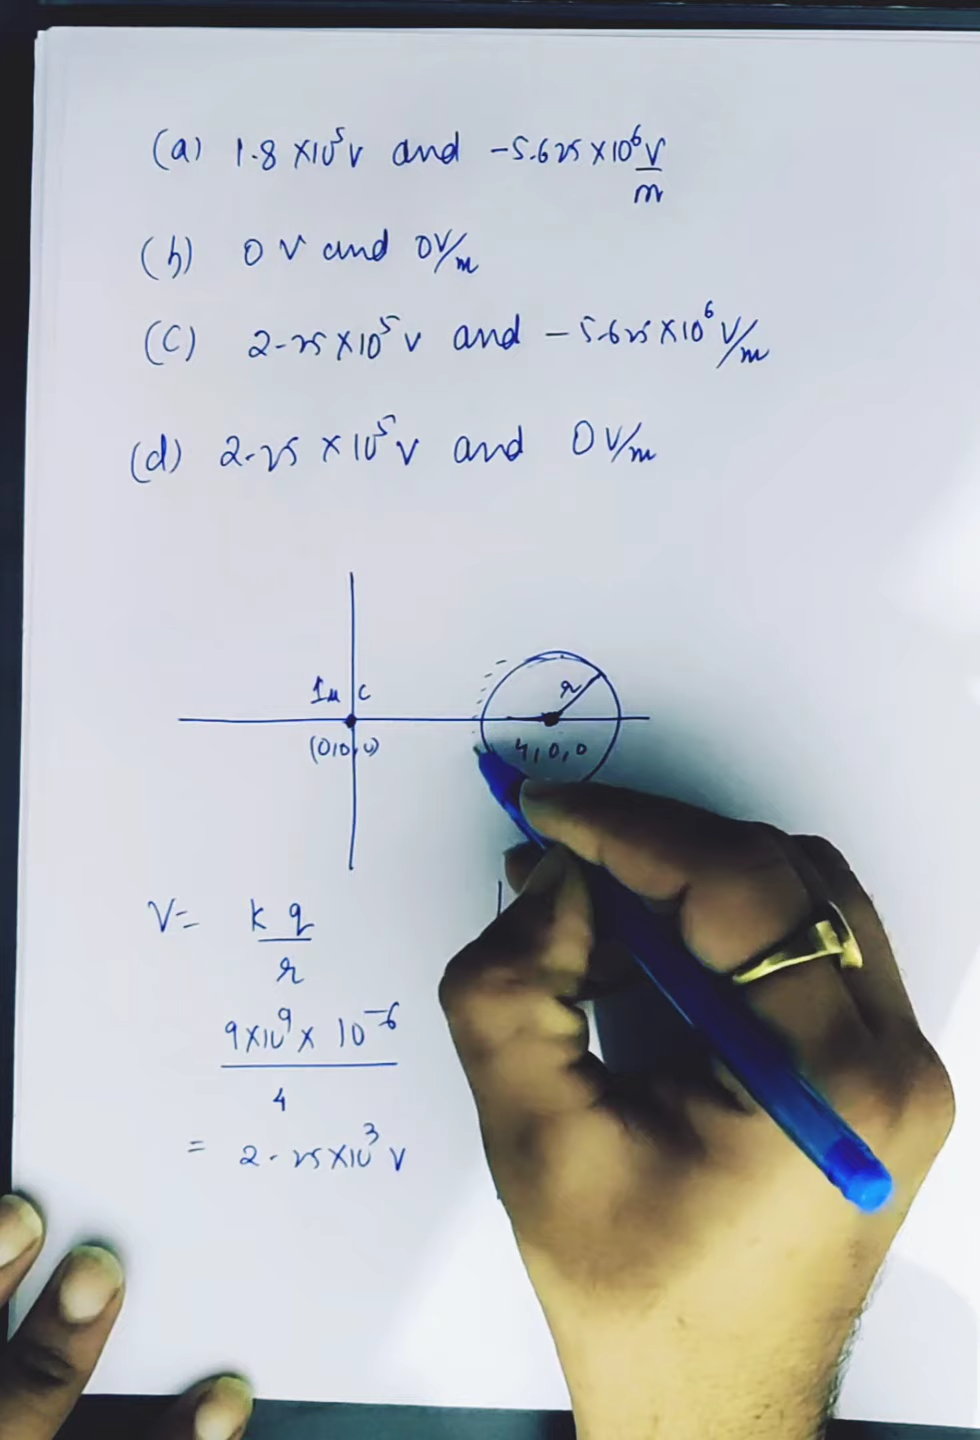 (a) 1.8 ×10⁵ V and -5.625 ×10⁶ V/m
(b) 0 V and 0 V/m
(C) 2.25 ×10⁵ V and -5.625 ×10⁶ V/m
(d) 2.25 ×10⁵ V and 0 V/m
1μ C
r
(0,0,0)
4,0,0
V= k q / r
9×10⁹ × 10⁻⁶
4
= 2.25 ×10³ V